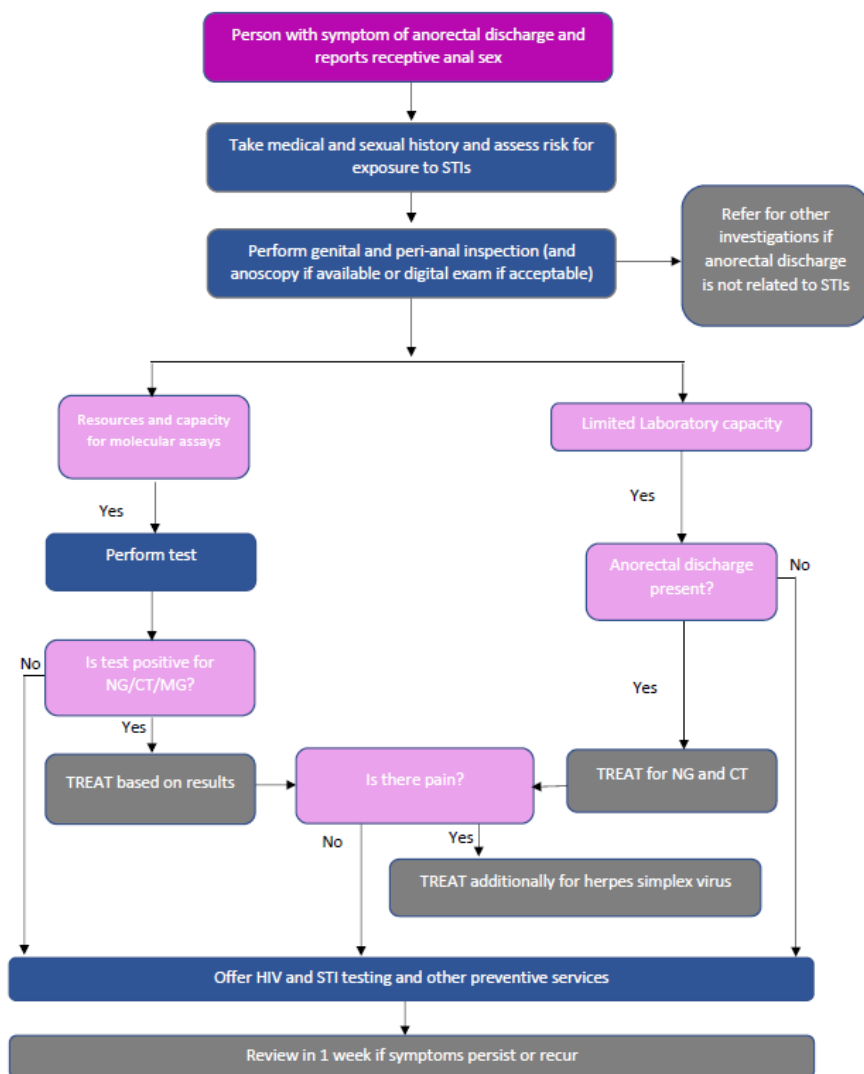 Person with symptom of anorectal discharge and
reports receptive anal sex
Take medical and sexual history and assess risk for
exposure to STIs
Perform genital and peri-anal inspection (and
anoscopy if available or digital exam if acceptable)
Refer for other
investigations if
anorectal discharge
is not related to STIs
Resources and capacity
for molecular assays
Limited Laboratory capacity
Yes
Yes
Perform test
Anorectal discharge
present?
No
No
Is test positive for
NG/CT/MG?
Yes
Yes
TREAT based on results
Is there pain?
TREAT for NG and CT
No
Yes
TREAT additionally for herpes simplex virus
Offer HIV and STI testing and other preventive services
Review in 1 week if symptoms persist or recur